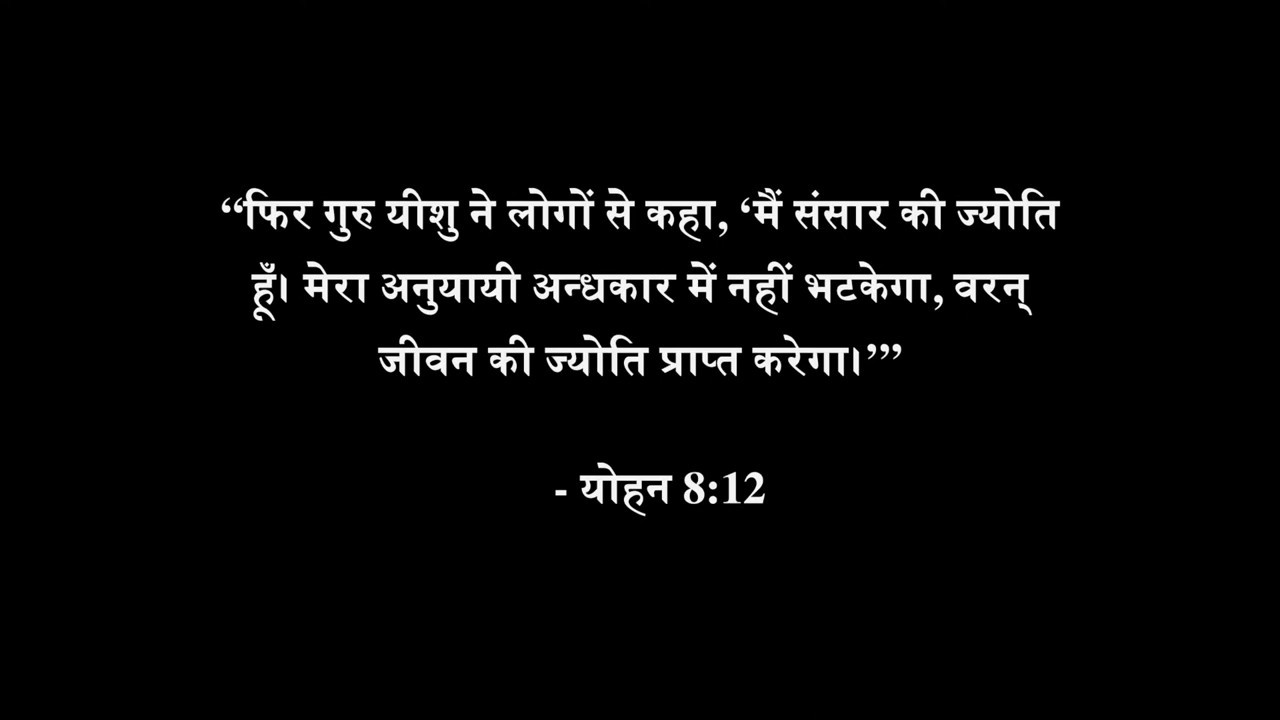 “फिर गुरु यीशु ने लोगों से कहा, ‘मैं संसार की ज्योति
हूँ। मेरा अनुयायी अन्धकार में नहीं भटकेगा, वरन्
जीवन की ज्योति प्राप्त करेगा।’”
- योहन 8:12